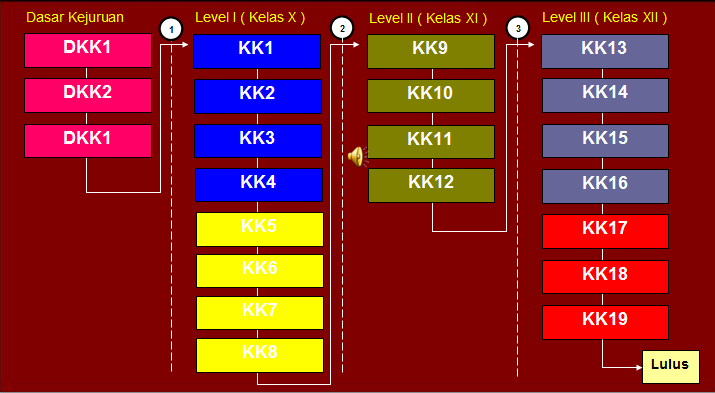 Dasar Kejuruan
DKK1
DKK2
DKK1
1
Level I ( Kelas X )
KK1
KK2
KK3
KK4
KK5
KK6
KK7
KK8
2
Level II ( Kelas XI )
KK9
KK10
KK11
KK12
3
Level III ( Kelas XII )
KK13
KK14
KK15
KK16
KK17
KK18
KK19
Lulus